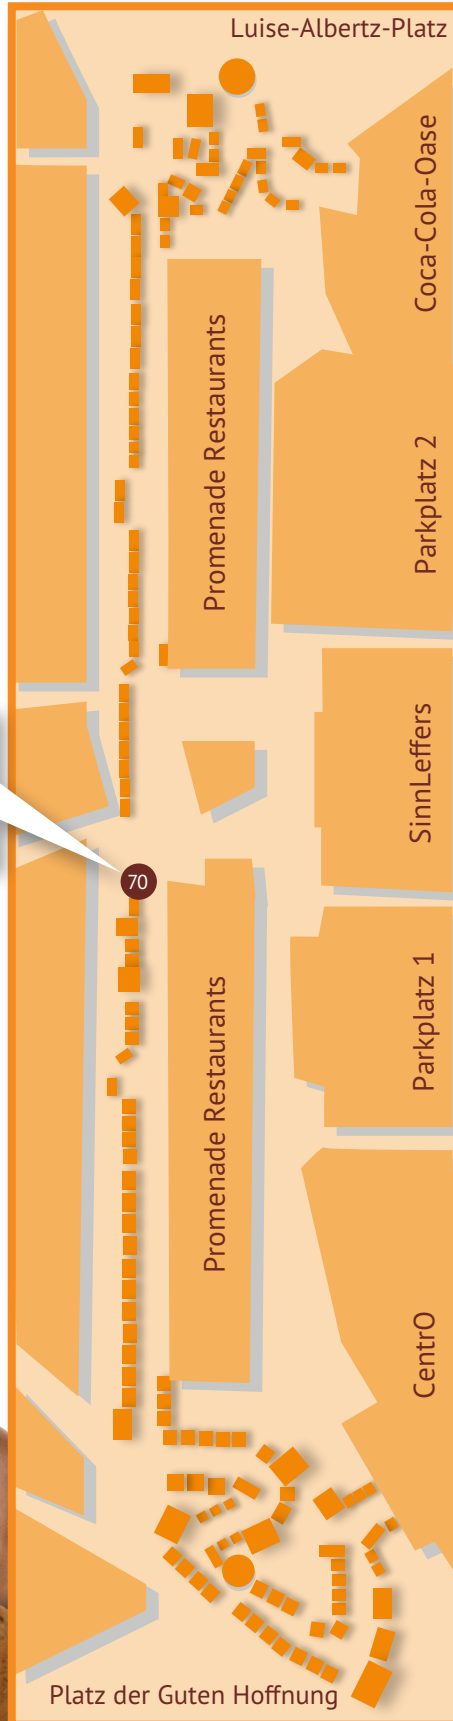 Luise-Albertz-Platz
Coca-Cola-Oase
Promenade Restaurants
Parkplatz 2
SinnLeffers
70
Parkplatz 1
Promenade Restaurants
CentrO
Platz der Guten Hoffnung